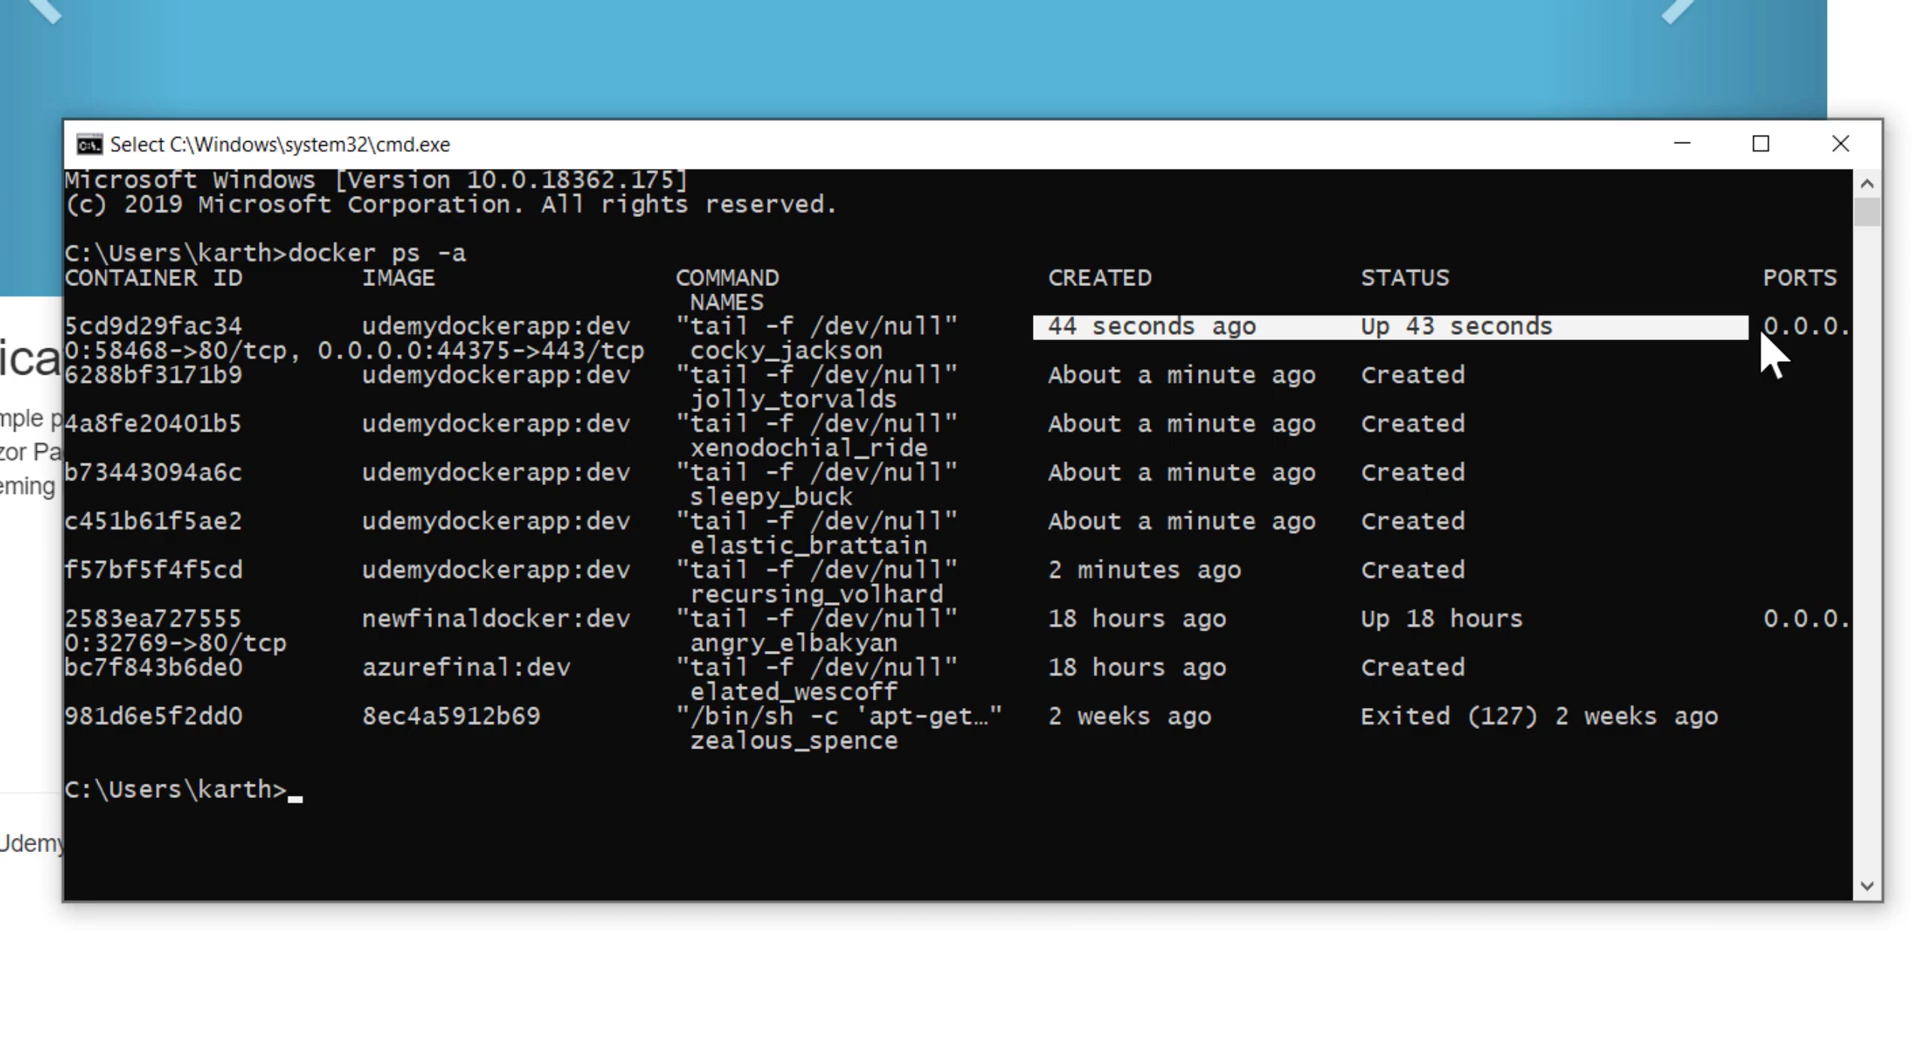 Select C:\Windows\system32\cmd.exe
Microsoft Windows [Version 10.0.18362.175]
(c) 2019 Microsoft Corporation. All rights reserved.
C:\Users\karth>docker ps -a
CONTAINER ID IMAGE COMMAND CREATED STATUS PORTS
NAMES
5cd9d29fac34 udemydockerapp:dev "tail -f /dev/null" 44 seconds ago Up 43 seconds 0.0.0.
0:58468->80/tcp, 0.0.0.0:44375->443/tcp cocky_jackson
6288bf3171b9 udemydockerapp:dev "tail -f /dev/null" About a minute ago Created
jolly_torvalds
4a8fe20401b5 udemydockerapp:dev "tail -f /dev/null" About a minute ago Created
xenodochial_ride
b73443094a6c udemydockerapp:dev "tail -f /dev/null" About a minute ago Created
sleepy_buck
c451b61f5ae2 udemydockerapp:dev "tail -f /dev/null" About a minute ago Created
elastic_brattain
f57bf5f4f5cd udemydockerapp:dev "tail -f /dev/null" 2 minutes ago Created
recursing_volhard
2583ea727555 newfinaldocker:dev "tail -f /dev/null" 18 hours ago Up 18 hours 0.0.0.
0:32769->80/tcp angry_elbakyan
bc7f843b6de0 azurefinal:dev "tail -f /dev/null" 18 hours ago Created
elated_wescoff
981d6e5f2dd0 8ec4a5912b69 "/bin/sh -c 'apt-get…" 2 weeks ago Exited (127) 2 weeks ago
zealous_spence
C:\Users\karth>
ica
mple p
zor Pa
eming
Udemy